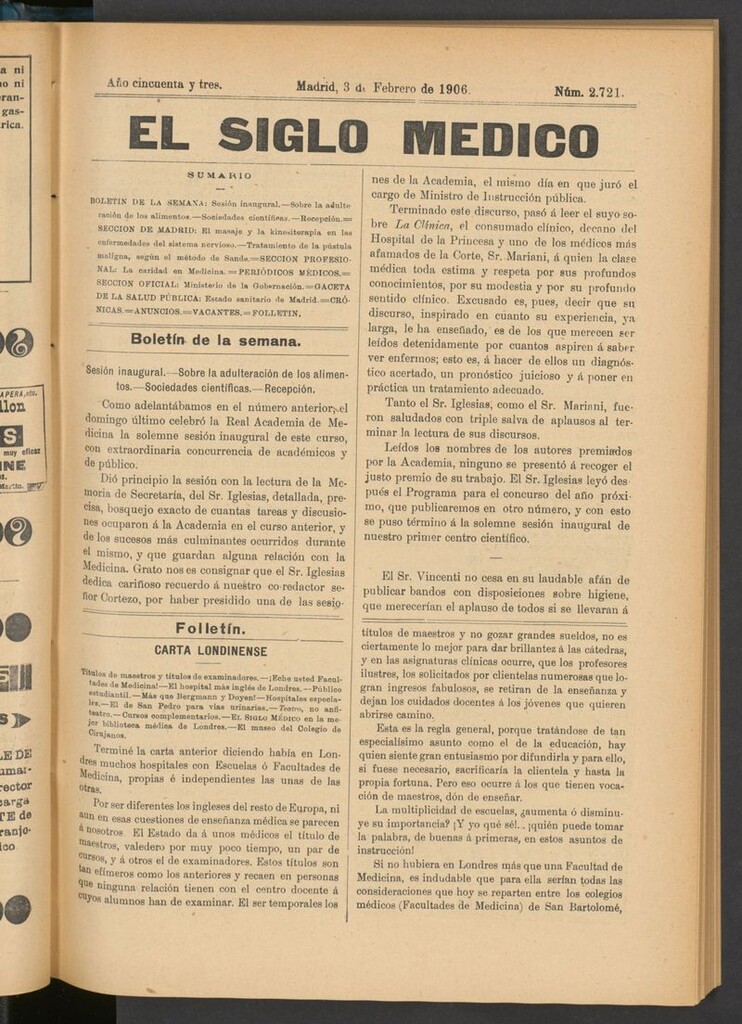 Año cincuenta y tres.
Madrid, 3 de Febrero de 1906.
Núm. 2.721.
EL SIGLO MEDICO
SUMARIO
BOLETIN DE LA SEMANA: Sesión inaugural.—Sobre la adulte-
ración de los alimentos.—Sociedades científicas.—Recepción.=
SECCION DE MADRID: El masaje y la kinesiterapia en las
enfermedades del sistema nervioso.—Tratamiento de la pústula
maligna, según el método de Sande.=SECCION PROFESIO-
NAL: La caridad en Medicina.=PERIÓDICOS MÉDICOS.=
SECCION OFICIAL: Ministerio de la Gobernación.=GACETA
DE LA SALUD PÚBLICA: Estado sanitario de Madrid.=CRÓ-
NICAS.=ANUNCIOS.=VACANTES.=FOLLETIN.
Boletín de la semana.
Sesión inaugural.—Sobre la adulteración de los alimen-
tos.—Sociedades científicas.—Recepción.
Como adelantábamos en el número anterior, el
domingo último celebró la Real Academia de Me-
dicina la solemne sesión inaugural de este curso,
con extraordinaria concurrencia de académicos y
de público.
Dió principio la sesión con la lectura de la Me-
moria de Secretaría, del Sr. Iglesias, detallada, pre-
cisa, bosquejo exacto de cuantas tareas y discusio-
nes ocuparon á la Academia en el curso anterior, y
de los sucesos más culminantes ocurridos durante
el mismo, y que guardan alguna relación con la
Medicina. Grato nos es consignar que el Sr. Iglesias
dedica cariñoso recuerdo á nuestro co-redactor se-
ñor Cortezo, por haber presidido una de las sesio-
nes de la Academia, el mismo día en que juró el
cargo de Ministro de Instrucción pública.
Terminado este discurso, pasó á leer el suyo so-
bre La Clínica, el consumado clínico, decano del
Hospital de la Princesa y uno de los médicos más
afamados de la Corte, Sr. Mariani, á quien la clase
médica toda estima y respeta por sus profundos
conocimientos, por su modestia y por su profundo
sentido clínico. Excusado es, pues, decir que su
discurso, inspirado en cuanto su experiencia, ya
larga, le ha enseñado, es de los que merecen ser
leídos detenidamente por cuantos aspiren á saber
ver enfermos; esto es, á hacer de ellos un diagnós-
tico acertado, un pronóstico juicioso y á poner en
práctica un tratamiento adecuado.
Tanto el Sr. Iglesias, como el Sr. Mariani, fue-
ron saludados con triple salva de aplausos al ter-
minar la lectura de sus discursos.
Leídos los nombres de los autores premiados
por la Academia, ninguno se presentó á recoger el
justo premio de su trabajo. El Sr. Iglesias leyó des-
pués el Programa para el concurso del año próxi-
mo, que publicaremos en otro número, y con esto
se puso término á la solemne sesión inaugural de
nuestro primer centro científico.
El Sr. Vincenti no cesa en su laudable afán de
publicar bandos con disposiciones sobre higiene,
que merecerían el aplauso de todos si se llevaran á
Folletín.
CARTA LONDINENSE
Títulos de maestros y títulos de examinadores.—¡Eche usted Facul-
tades de Medicina!—El hospital más inglés de Londres.—Público
estudiantil.—Más que Bergmann y Doyen!—Hospitales especia-
les.—El de San Pedro para vías urinarias.—Teatro, no anfi-
teatro.—Cursos complementarios.—EL SIGLO MÉDICO en la me-
jor biblioteca médica de Londres.—El museo del Colegio de
Cirujanos.
Terminé la carta anterior diciendo había en Lon-
dres muchos hospitales con Escuelas ó Facultades de
Medicina, propias é independientes las unas de las
otras.
Por ser diferentes los ingleses del resto de Europa, ni
aun en esas cuestiones de enseñanza médica se parecen
á nosotros. El Estado da á unos médicos el título de
maestros, valedero por muy poco tiempo, un par de
cursos, y á otros el de examinadores. Estos títulos son
tan efímeros como los anteriores y recaen en personas
que ninguna relación tienen con el centro docente á
cuyos alumnos han de examinar. El ser temporales los
títulos de maestros y no gozar grandes sueldos, no es
ciertamente lo mejor para dar brillantez á las cátedras,
y en las asignaturas clínicas ocurre, que los profesores
ilustres, los solicitados por clientelas numerosas que lo-
gran ingresos fabulosos, se retiran de la enseñanza y
dejan los cuidados docentes á los jóvenes que quieren
abrirse camino.
Esta es la regla general, porque tratándose de tan
especialísimo asunto como el de la educación, hay
quien siente gran entusiasmo por difundirla y para ello,
si fuese necesario, sacrificaría la clientela y hasta la
propia fortuna. Pero eso ocurre á los que tienen voca-
ción de maestros, dón de enseñar.
La multiplicidad de escuelas, ¿aumenta ó disminu-
ye su importancia? ¡Y yo qué sé!.. ¡quién puede tomar
la palabra, de buenas á primeras, en estos asuntos de
instrucción!
Si no hubiera en Londres más que una Facultad de
Medicina, es indudable que para ella serían todas las
consideraciones que hoy se reparten entre los colegios
médicos (Facultades de Medicina) de San Bartolomé,